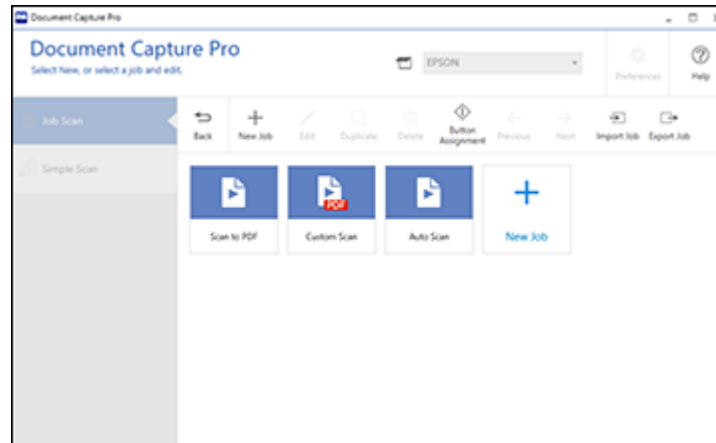 Document Capture Pro
Document Capture Pro
Select New, or select a job and edit.
EPSON
Preferences
Help
Job Scan
Simple Scan
Back
New Job
Edit
Duplicate
Delete
Button
Assignment
Previous
Next
Import Job
Export Job
PDF
Scan to PDF
Custom Scan
Auto Scan
New Job